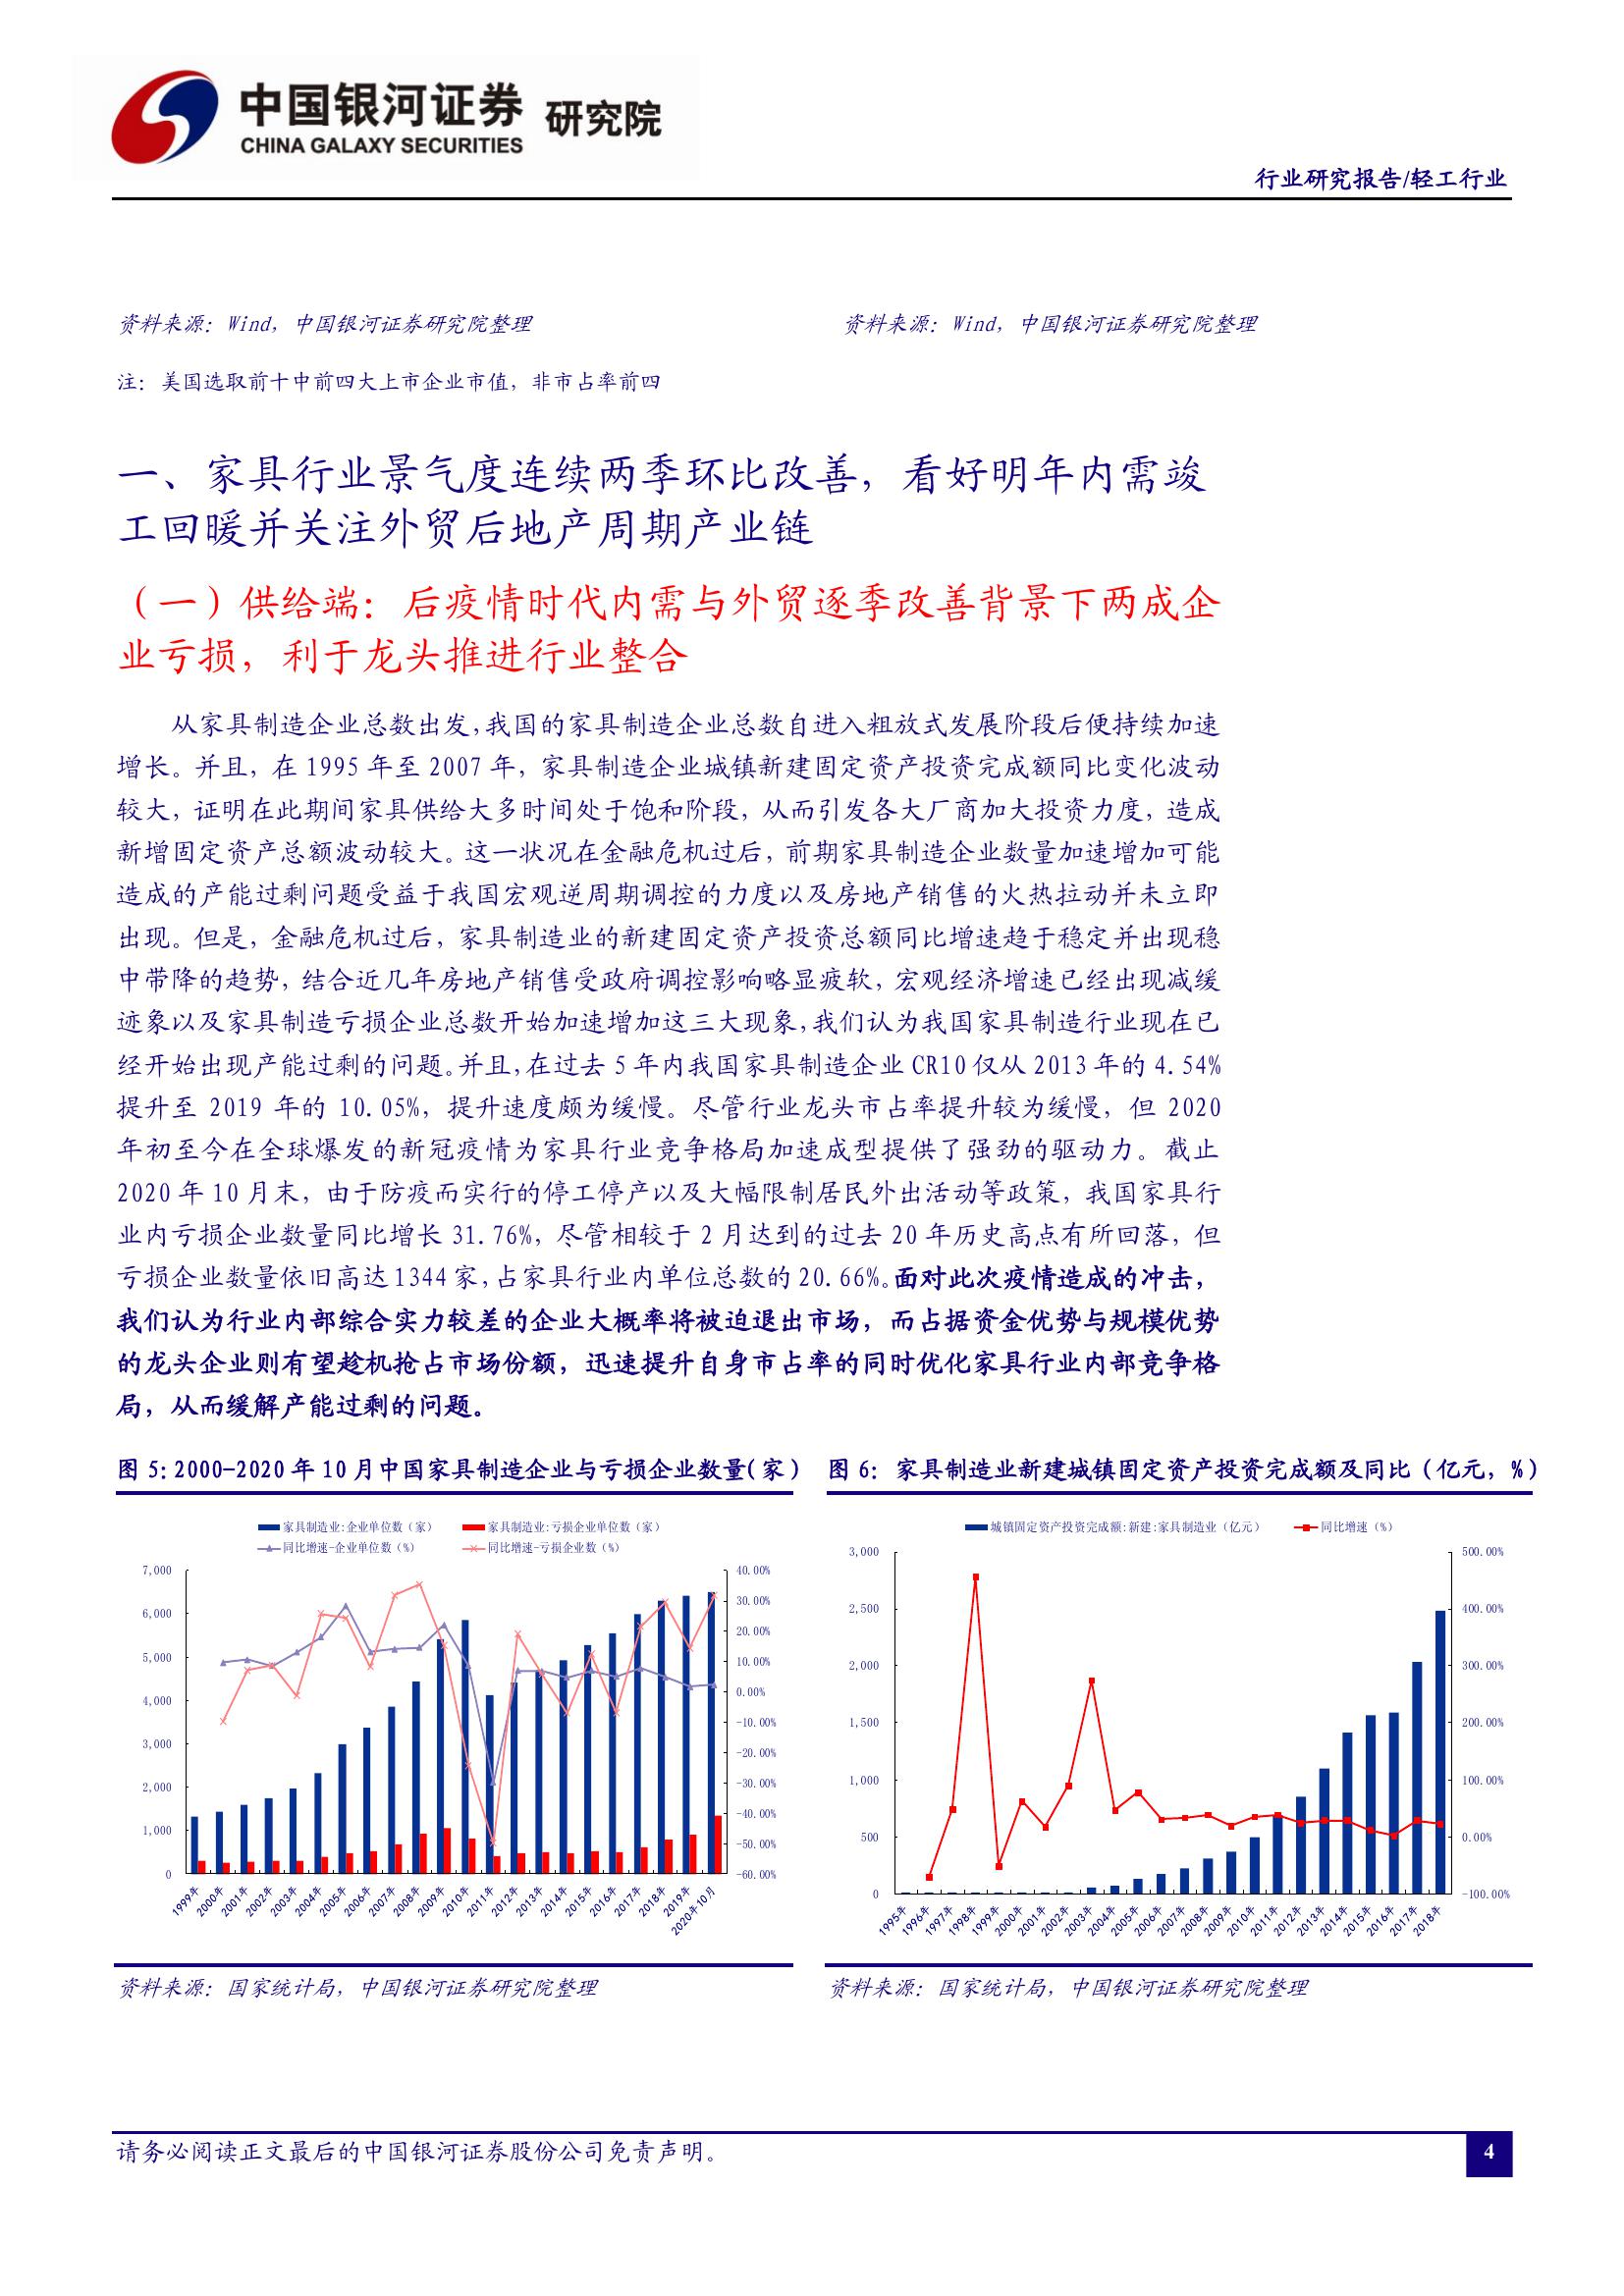 中国银河证券 研究院
CHINA GALAXY SECURITIES
行业研究报告/轻工行业
资料来源：Wind，中国银河证券研究院整理
资料来源：Wind，中国银河证券研究院整理
注：美国选取前十中前四大上市企业市值，非市占率前四
一、家具行业景气度连续两季环比改善，看好明年内需竣
工回暖并关注外贸后地产周期产业链
（一）供给端：后疫情时代内需与外贸逐季改善背景下两成企
业亏损，利于龙头推进行业整合
从家具制造企业总数出发，我国的家具制造企业总数自进入粗放式发展阶段后便持续加速
增长。并且，在 1995 年至 2007 年，家具制造企业城镇新建固定资产投资完成额同比变化波动
较大，证明在此期间家具供给大多时间处于饱和阶段，从而引发各大厂商加大投资力度，造成
新增固定资产总额波动较大。这一状况在金融危机过后，前期家具制造企业数量加速增加可能
造成的产能过剩问题受益于我国宏观逆周期调控的力度以及房地产销售的火热拉动并未立即
出现。但是，金融危机过后，家具制造业的新建固定资产投资总额同比增速趋于稳定并出现稳
中带降的趋势，结合近几年房地产销售受政府调控影响略显疲软，宏观经济增速已经出现减缓
迹象以及家具制造亏损企业总数开始加速增加这三大现象，我们认为我国家具制造行业现在已
经开始出现产能过剩的问题。并且，在过去 5 年内我国家具制造企业 CR10 仅从 2013 年的 4.54%
提升至 2019 年的 10.05%，提升速度颇为缓慢。尽管行业龙头市占率提升较为缓慢，但 2020
年初至今在全球爆发的新冠疫情为家具行业竞争格局加速成型提供了强劲的驱动力。截止
2020 年 10 月末，由于防疫而实行的停工停产以及大幅限制居民外出活动等政策，我国家具行
业内亏损企业数量同比增长 31.76%，尽管相较于 2 月达到的过去 20 年历史高点有所回落，但
亏损企业数量依旧高达 1344 家，占家具行业内单位总数的 20.66%。面对此次疫情造成的冲击，
我们认为行业内部综合实力较差的企业大概率将被迫退出市场，而占据资金优势与规模优势
的龙头企业则有望趁机抢占市场份额，迅速提升自身市占率的同时优化家具行业内部竞争格
局，从而缓解产能过剩的问题。
图 5：2000-2020 年 10 月中国家具制造企业与亏损企业数量（家）
家具制造业:企业单位数（家） 家具制造业:亏损企业单位数（家）
同比增速-企业单位数（%） 同比增速-亏损企业数（%）
7,000 40.00%
6,000 30.00%
20.00%
5,000 10.00%
4,000 0.00%
-10.00%
3,000 -20.00%
2,000 -30.00%
-40.00%
1,000 -50.00%
0 -60.00%
1999年 2000年 2001年 2002年 2003年 2004年 2005年 2006年 2007年 2008年 2009年 2010年 2011年 2012年 2013年 2014年 2015年 2016年 2017年 2018年 2019年 2020年10月
资料来源：国家统计局，中国银河证券研究院整理
图 6：家具制造业新建城镇固定资产投资完成额及同比（亿元，%）
城镇固定资产投资完成额:新建:家具制造业（亿元） 同比增速（%）
3,000 500.00%
2,500 400.00%
2,000 300.00%
1,500 200.00%
1,000 100.00%
500 0.00%
0 -100.00%
1995年 1996年 1997年 1998年 1999年 2000年 2001年 2002年 2003年 2004年 2005年 2006年 2007年 2008年 2009年 2010年 2011年 2012年 2013年 2014年 2015年 2016年 2017年 2018年
资料来源：国家统计局，中国银河证券研究院整理
请务必阅读正文最后的中国银河证券股份公司免责声明。
4